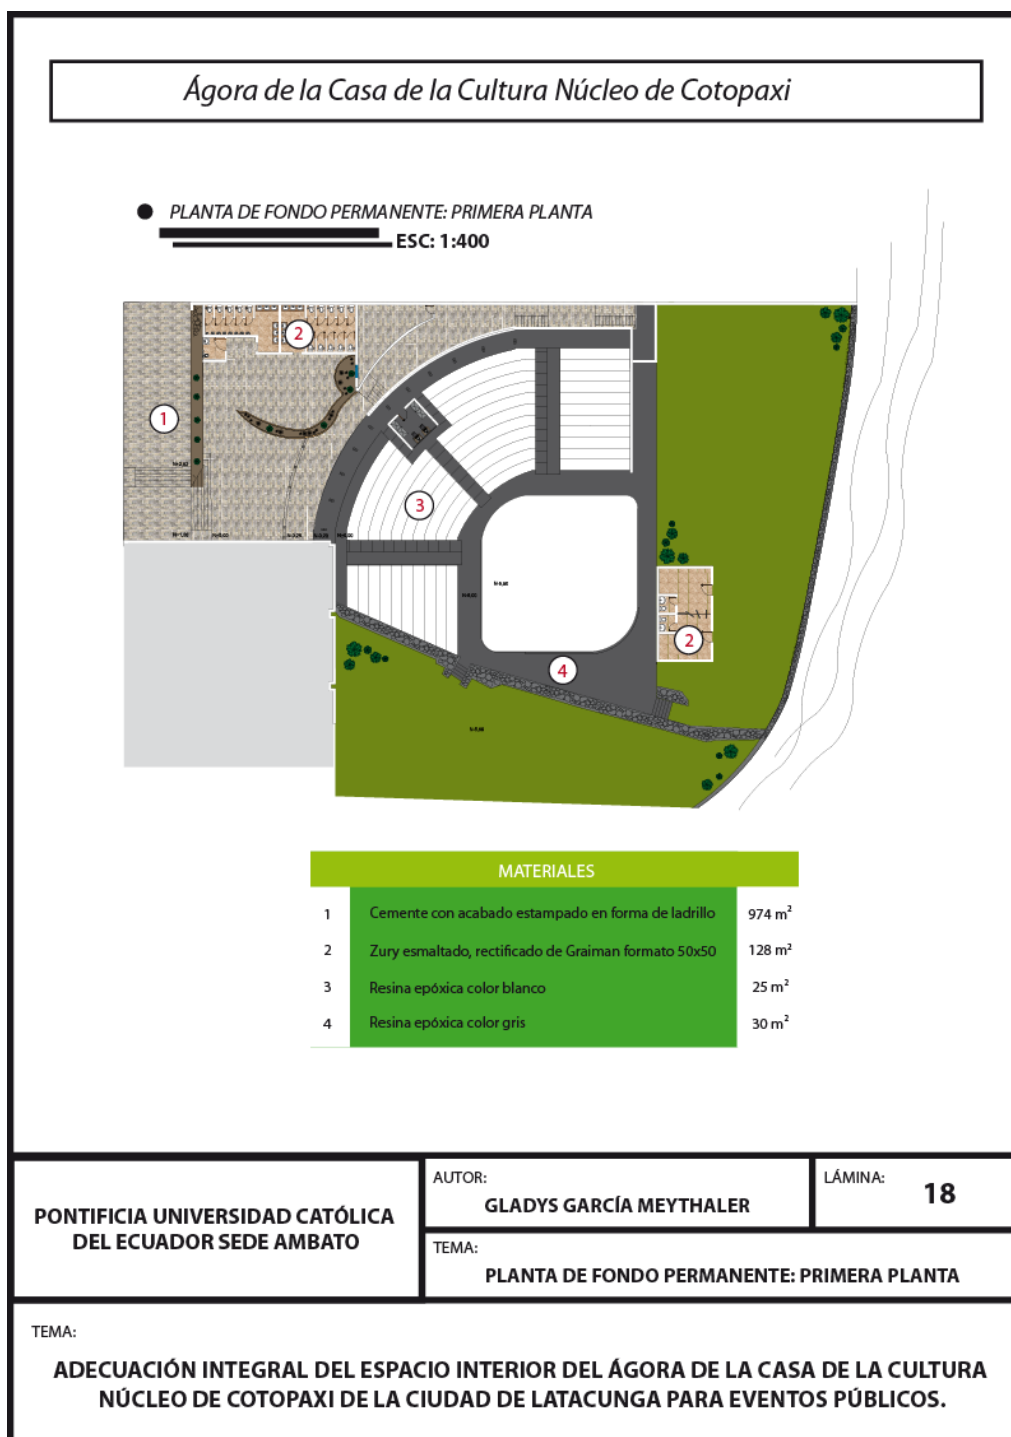 Ágora de la Casa de la Cultura Núcleo de Cotopaxi
PLANTA DE FONDO PERMANENTE: PRIMERA PLANTA
ESC: 1:400
2
1
3
2
4
MATERIALES
1 Cemente con acabado estampado en forma de ladrillo 974 m²
2 Zury esmaltado, rectificado de Graiman formato 50x50 128 m²
3 Resina epóxica color blanco 25 m²
4 Resina epóxica color gris 30 m²
PONTIFICIA UNIVERSIDAD CATÓLICA
DEL ECUADOR SEDE AMBATO
AUTOR:
GLADYS GARCÍA MEYTHALER
LÁMINA:
18
TEMA:
PLANTA DE FONDO PERMANENTE: PRIMERA PLANTA
TEMA:
ADECUACIÓN INTEGRAL DEL ESPACIO INTERIOR DEL ÁGORA DE LA CASA DE LA CULTURA
NÚCLEO DE COTOPAXI DE LA CIUDAD DE LATACUNGA PARA EVENTOS PÚBLICOS.